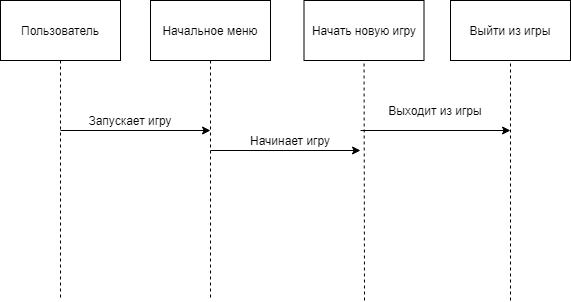 Пользователь
Начальное меню
Начать новую игру
Выйти из игры
Запускает игру
Выходит из игры
Начинает игру